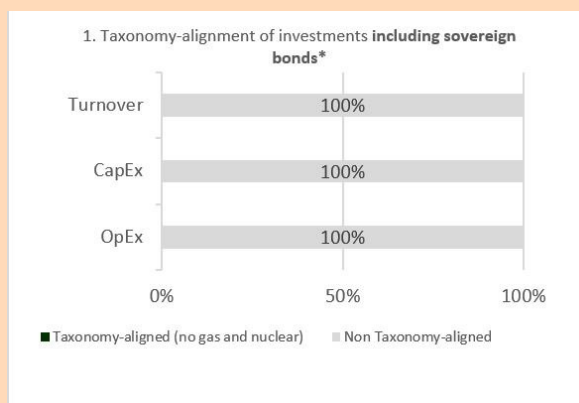 1. Taxonomy-alignment of investments including sovereign
bonds*
Turnover 100%
CapEx 100%
OpEx 100%
0% 50% 100%
Taxonomy-aligned (no gas and nuclear) Non Taxonomy-aligned